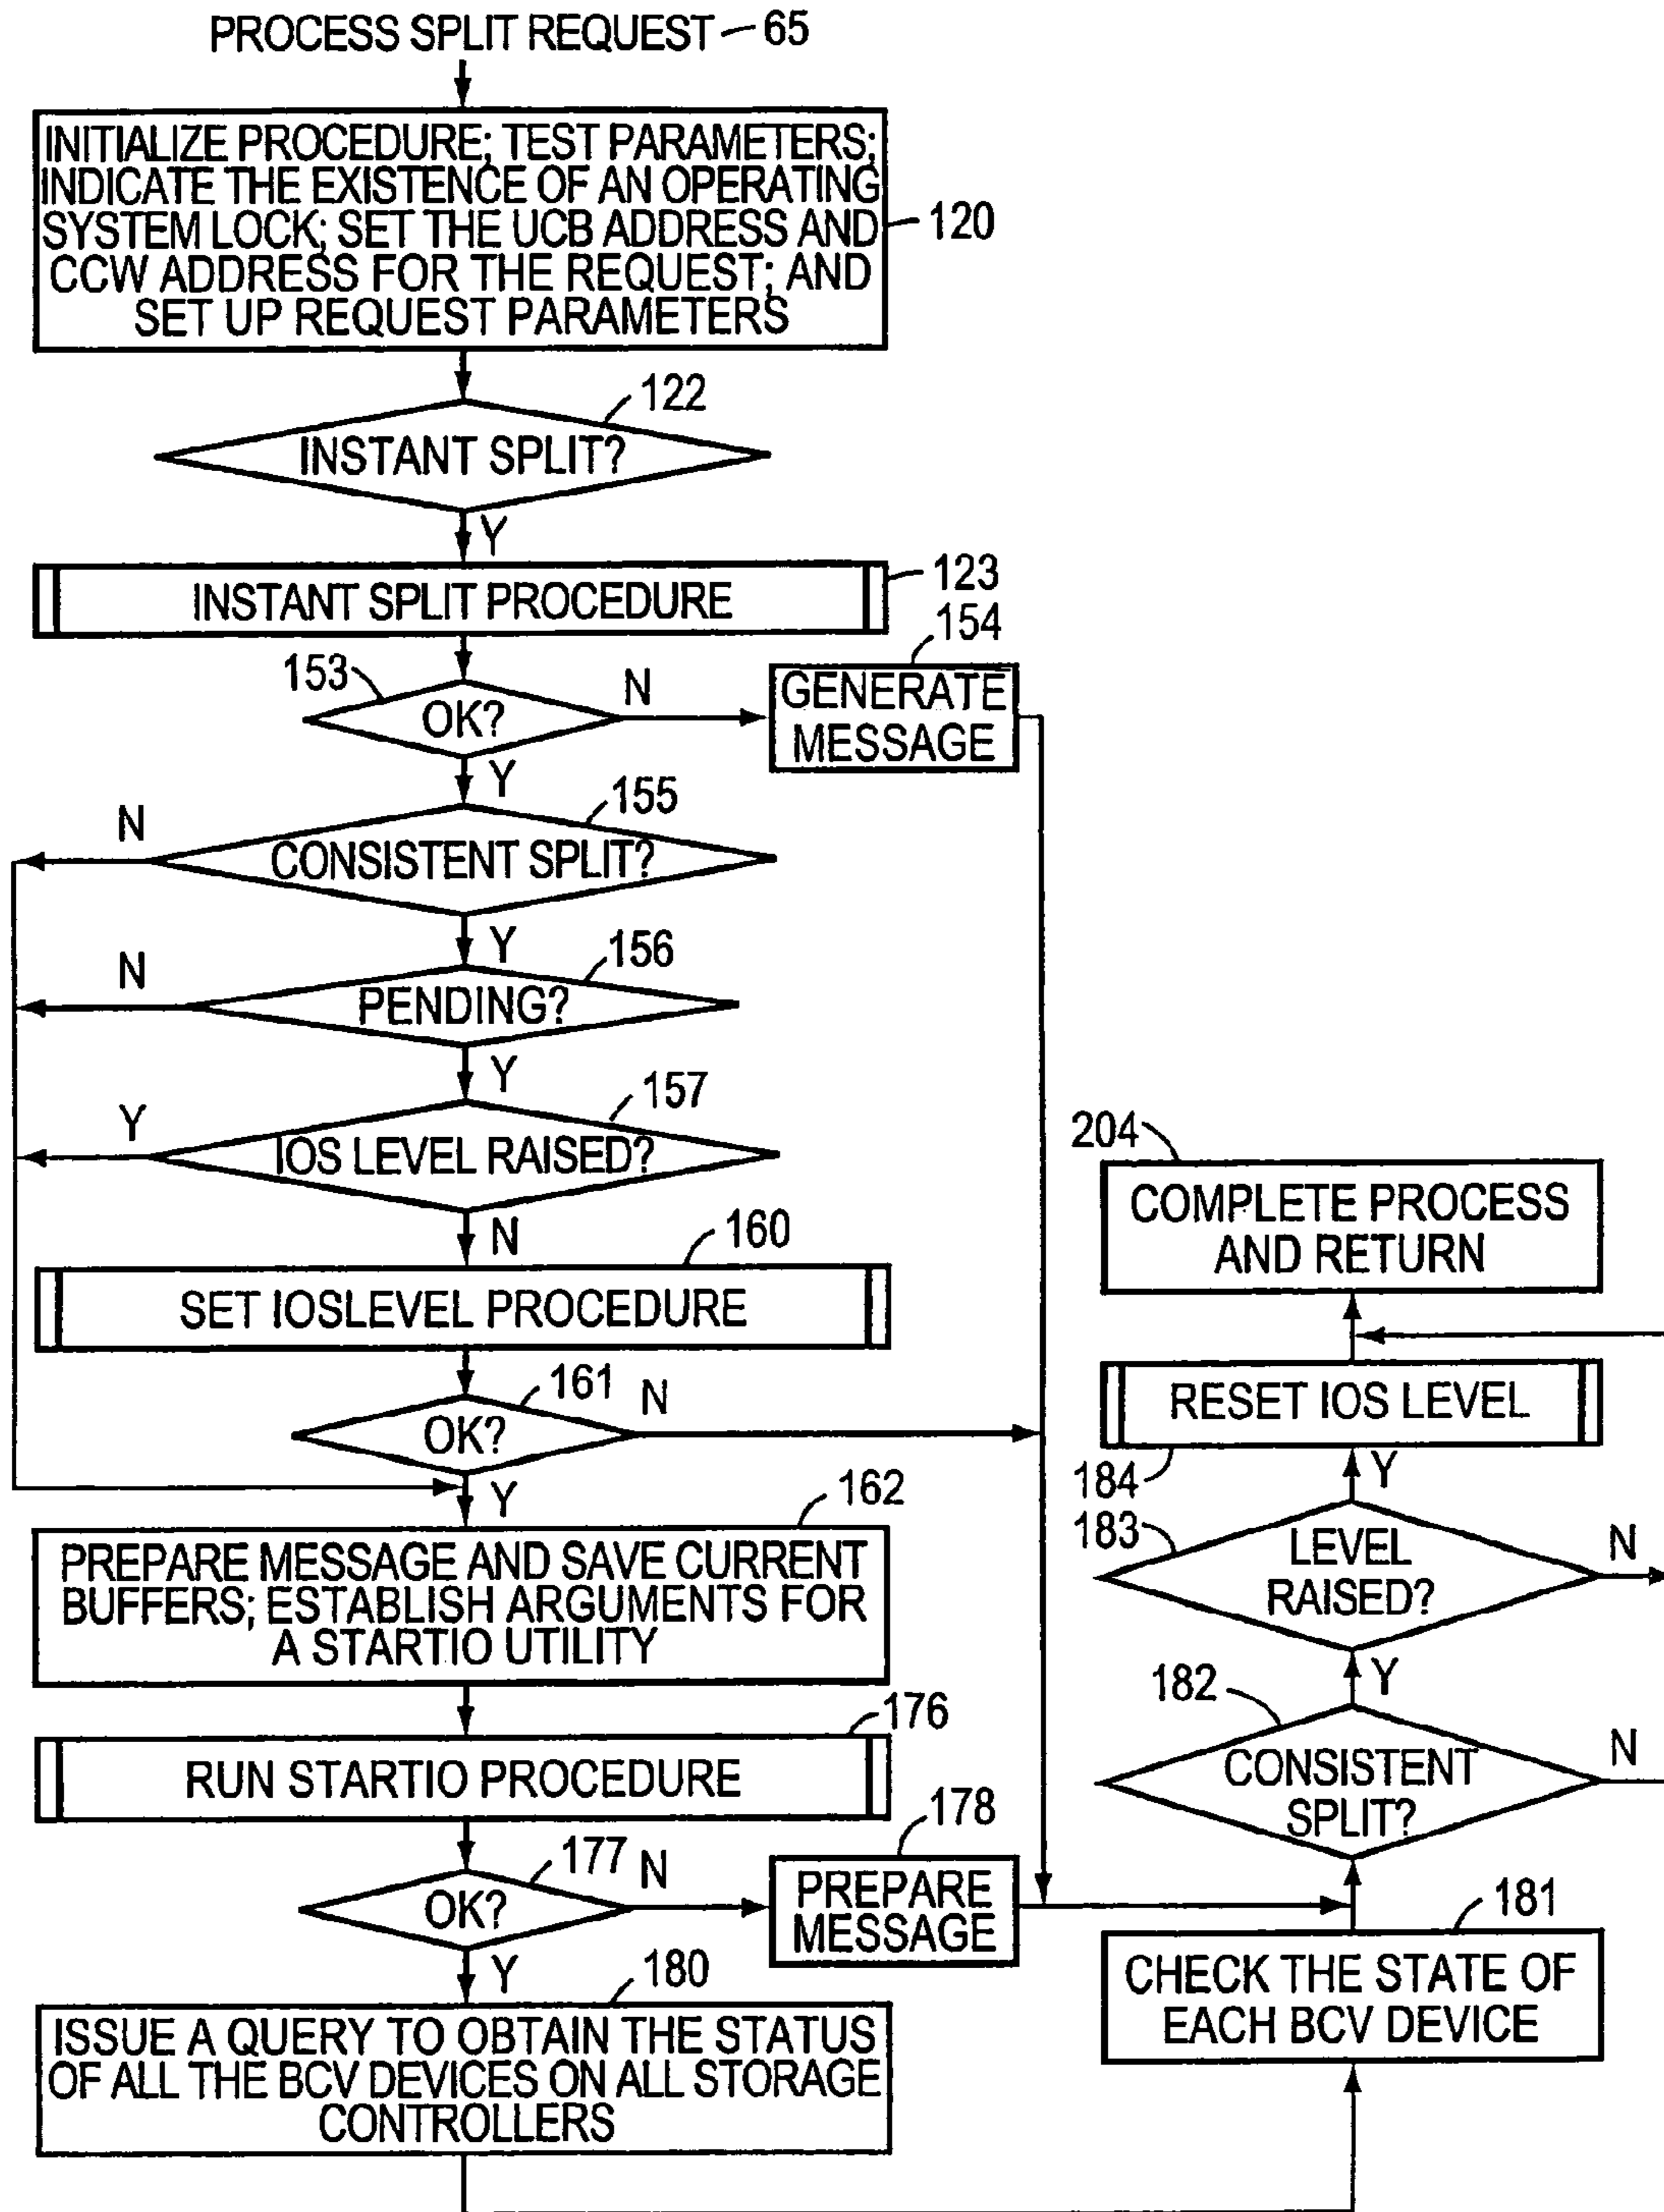 PROCESS SPLIT REQUEST 65
INITIALIZE PROCEDURE; TEST PARAMETERS;
INDICATE THE EXISTENCE OF AN OPERATING
SYSTEM LOCK; SET THE UCB ADDRESS AND
CCW ADDRESS FOR THE REQUEST; AND
SET UP REQUEST PARAMETERS
120
122
INSTANT SPLIT?
Y
INSTANT SPLIT PROCEDURE
123
153
OK?
N
154
GENERATE
MESSAGE
Y
155
N
CONSISTENT SPLIT?
Y
156
N
PENDING?
Y
157
Y
IOS LEVEL RAISED?
N
160
SET IOSLEVEL PROCEDURE
161
OK?
N
Y
162
PREPARE MESSAGE AND SAVE CURRENT
BUFFERS; ESTABLISH ARGUMENTS FOR
A STARTIO UTILITY
176
RUN STARTIO PROCEDURE
177
OK?
N
178
PREPARE
MESSAGE
Y
180
ISSUE A QUERY TO OBTAIN THE STATUS
OF ALL THE BCV DEVICES ON ALL STORAGE
CONTROLLERS
204
COMPLETE PROCESS
AND RETURN
RESET IOS LEVEL
184
Y
183
LEVEL
RAISED?
N
Y
182
CONSISTENT
SPLIT?
N
181
CHECK THE STATE OF
EACH BCV DEVICE